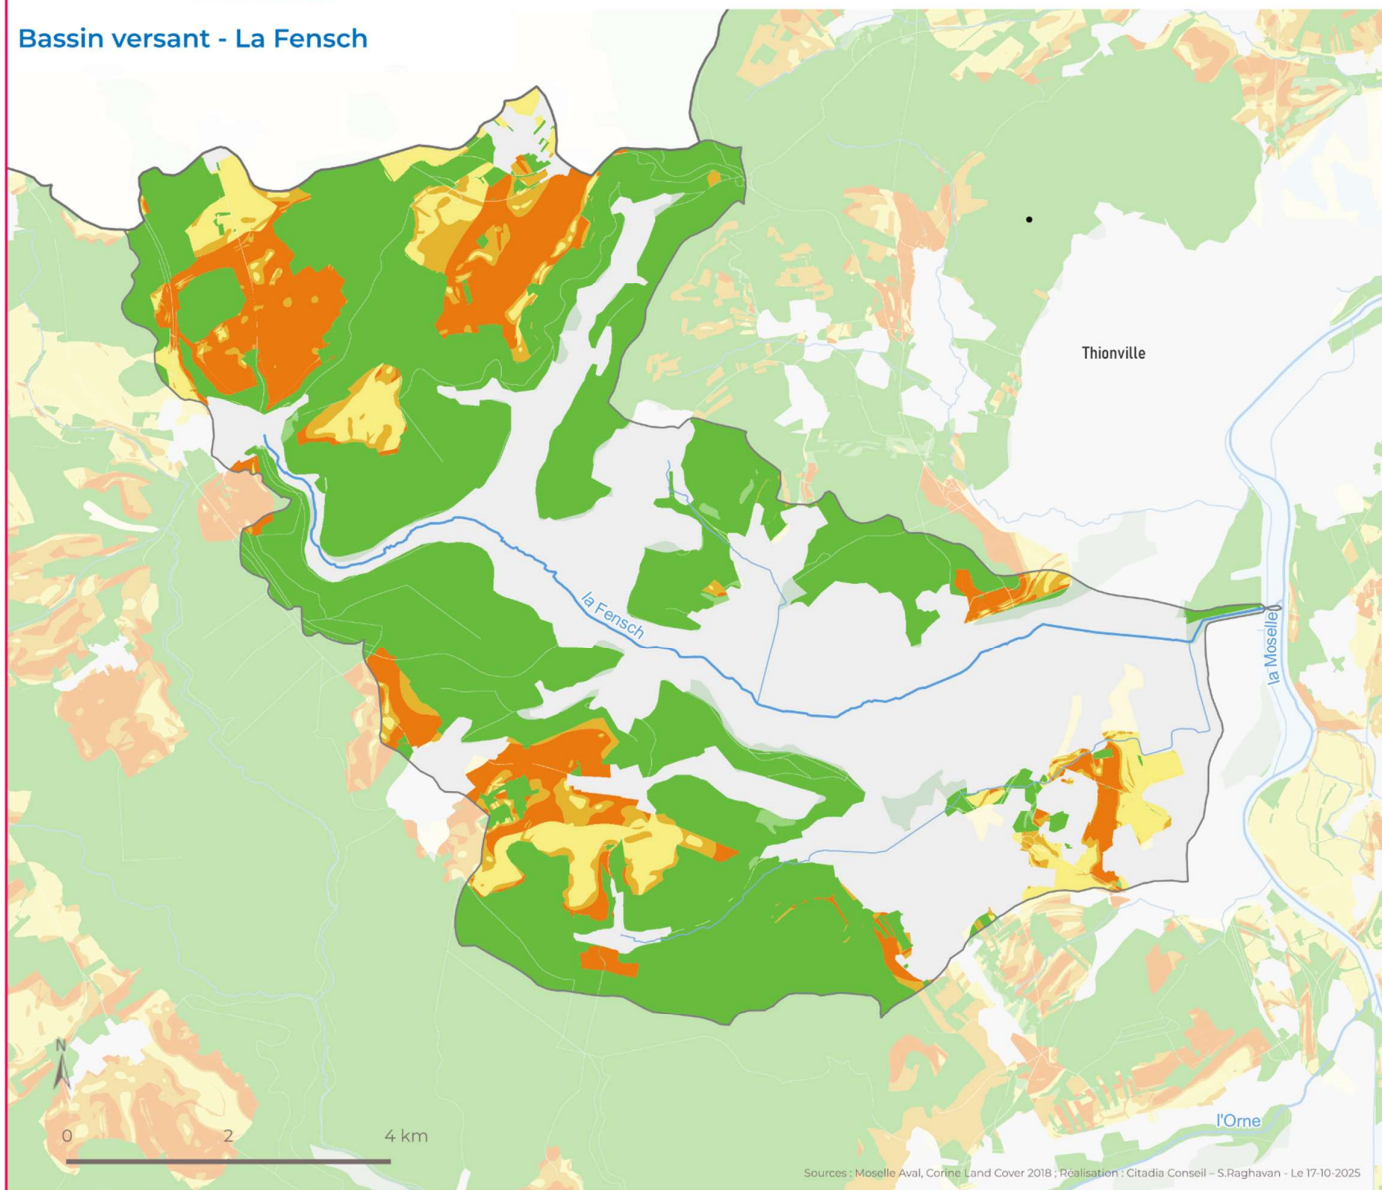 Bassin versant - La Fensch
Thionville
la Fensch
la Moselle
N
0 2 4 km
l'Orne
Sources : Moselle Aval, Corine Land Cover 2018 ; Réalisation : Citadia Conseil – S.Raghavan - Le 17-10-2025